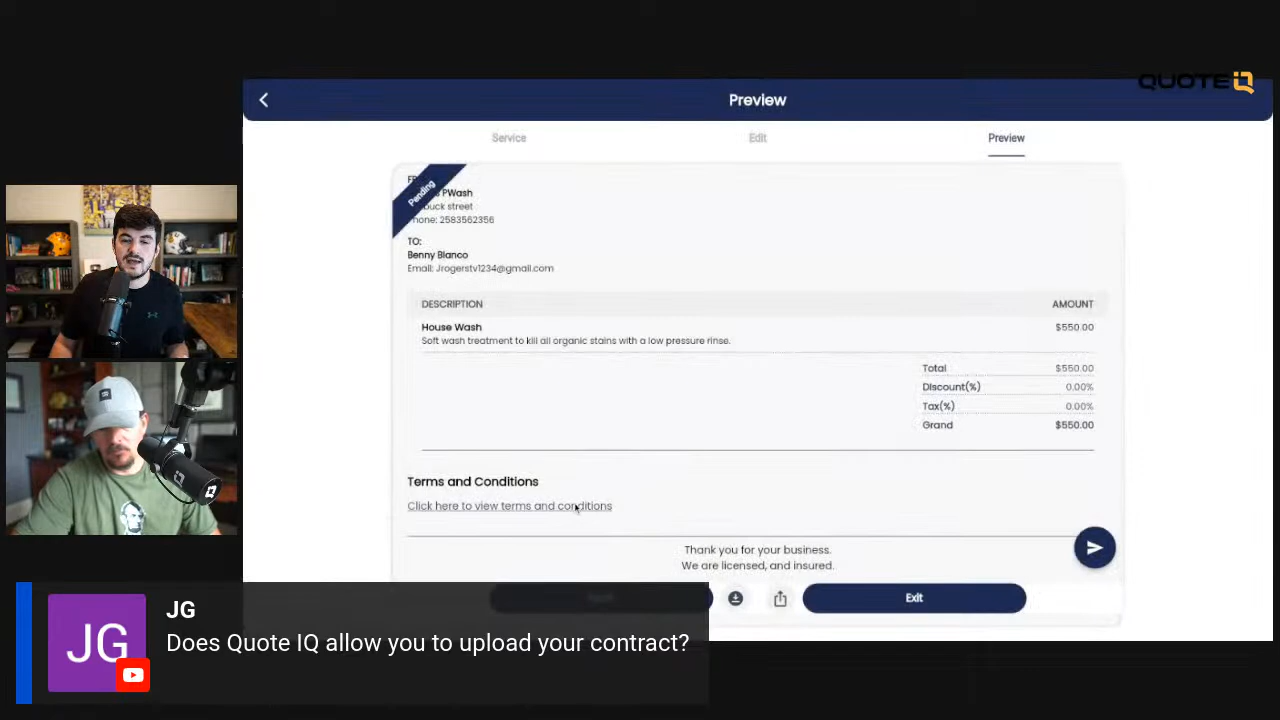 QUOTE IQ
Preview
Service
Edit
Preview
Pending
PWash
street
hone: 2583562356
TO:
Benny Blanco
Email: Jrogerstv1234@gmail.com
DESCRIPTION
AMOUNT
House Wash
$550.00
Soft wash treatment to kill all organic stains with a low pressure rinse.
Total
$550.00
Discount(%)
0.00%
Tax(%)
0.00%
Grand
$550.00
Terms and Conditions
Click here to view terms and conditions
Thank you for your business.
We are licensed, and insured.
Exit
JG
JG
Does Quote IQ allow you to upload your contract?